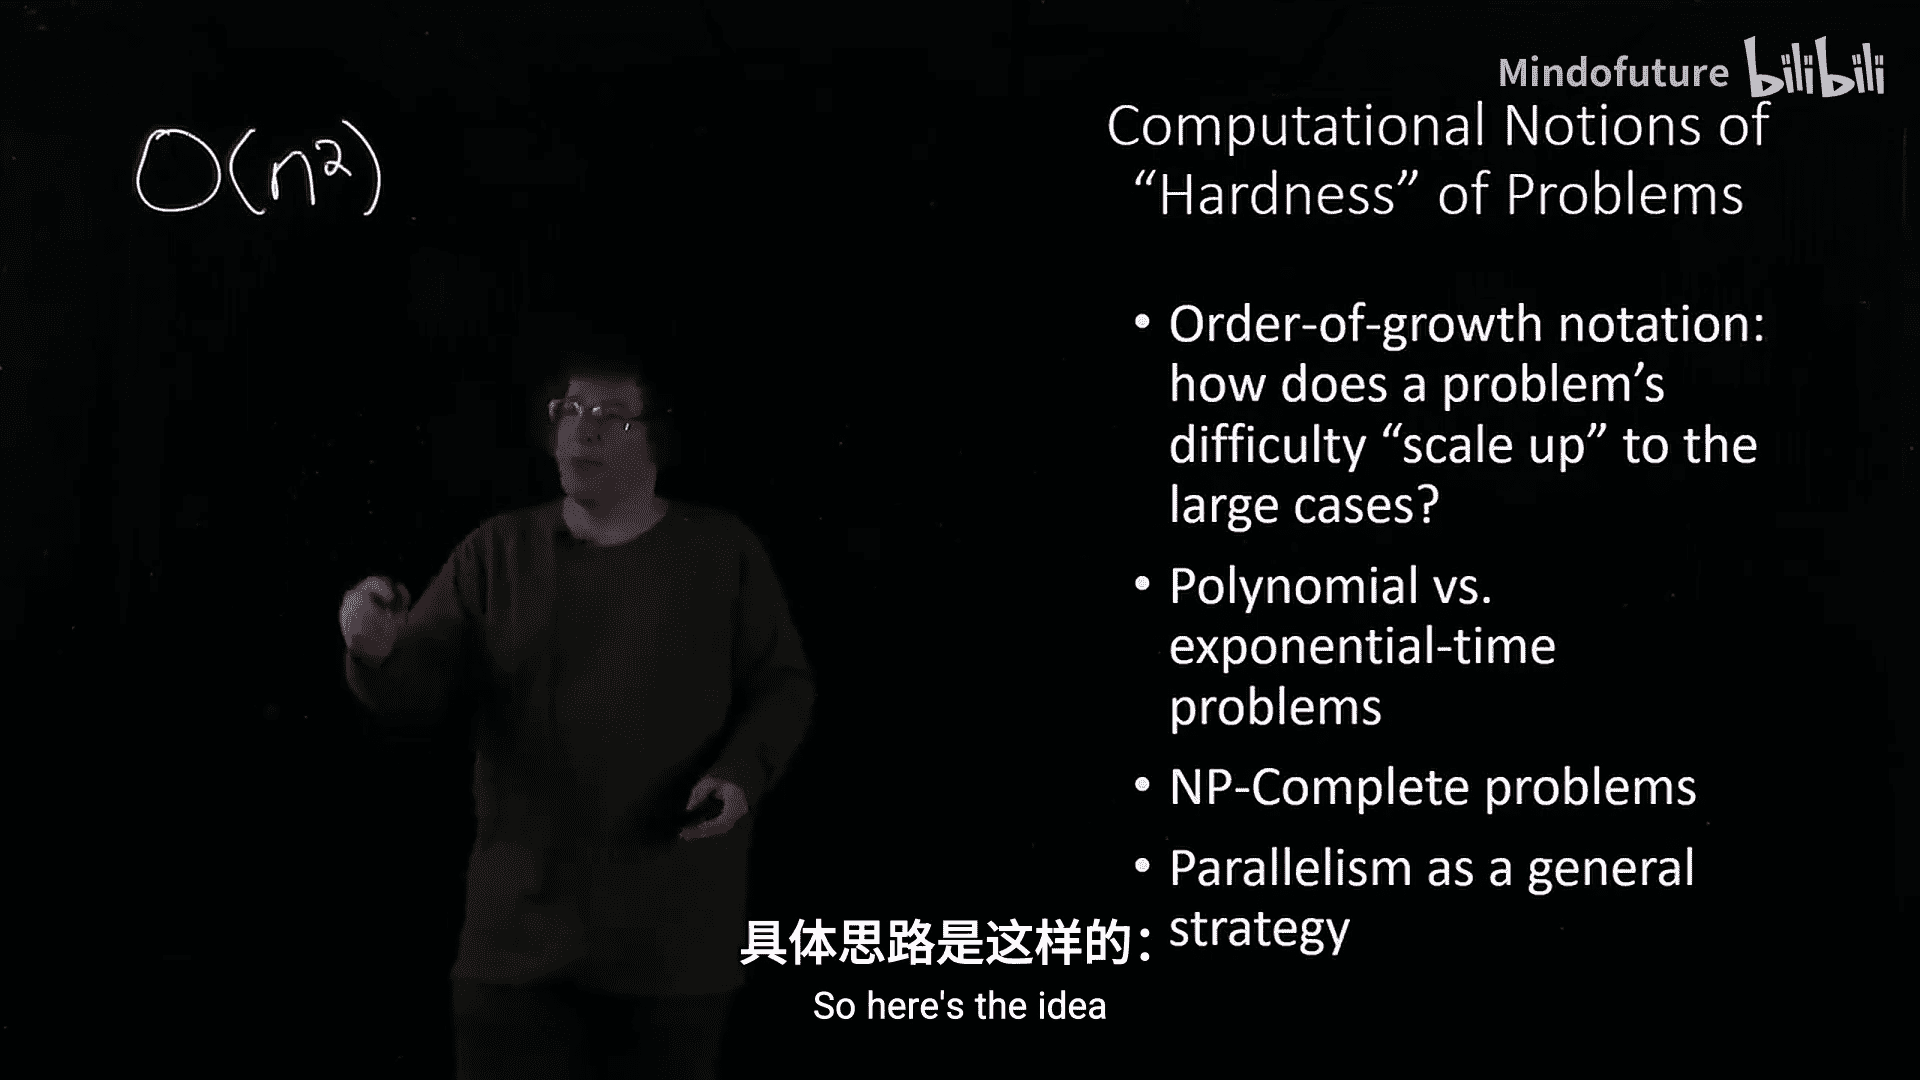 Mindofuture bilibili
O(n²)
Computational Notions of
“Hardness” of Problems
• Order-of-growth notation:
how does a problem’s
difficulty “scale up” to the
large cases?
• Polynomial vs.
exponential-time
problems
• NP-Complete problems
• Parallelism as a general
strategy
具体思路是这样的：
So here's the idea